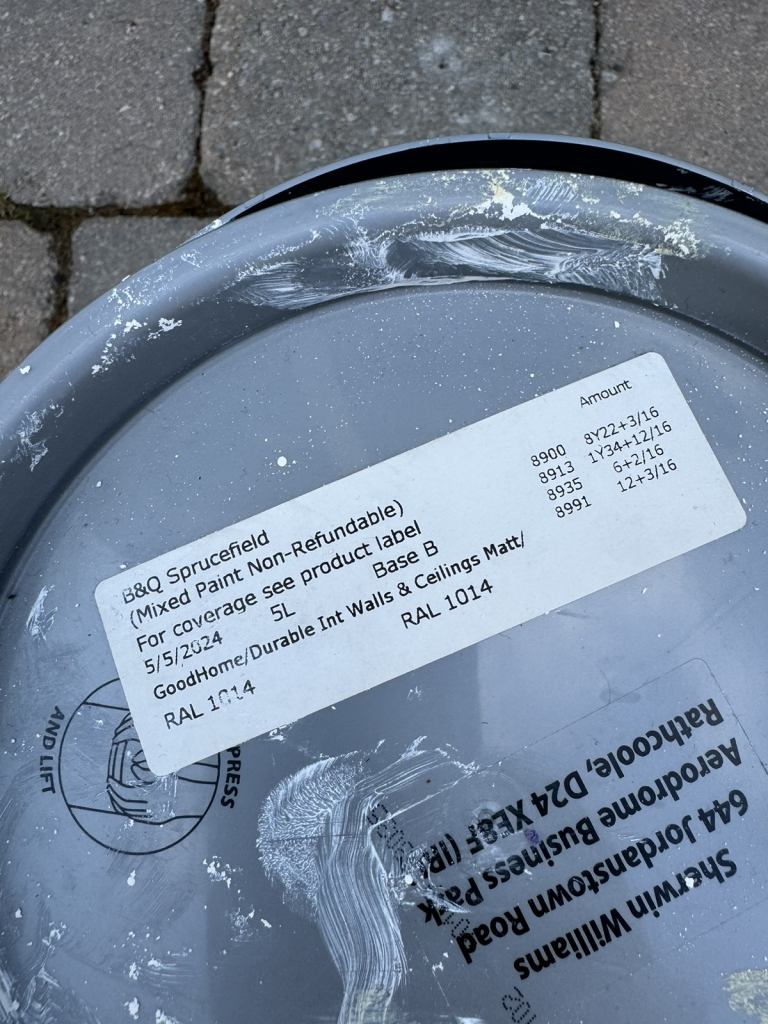 Amount
8900 8Y22+3/16
8913 1Y34+12/16
8935 6+2/16
8991 12+3/16
B&Q Sprucefield
(Mixed Paint Non-Refundable)
For coverage see product label
5/5/2024 5L Base B
GoodHome/Durable Int Walls & Ceilings Matt/
RAL 1014 RAL 1014
PRESS
AND LIFT
Sherwin Williams
644 Jordanstown Road
Aerodrome Business Park
Rathcoole, D24 XE8F